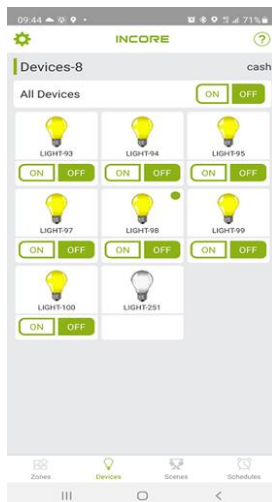 09:44 71%
INCORE ?
Devices-8 cash
All Devices ON OFF
LIGHT-93 LIGHT-94 LIGHT-95
ON OFF ON OFF ON OFF
LIGHT-97 LIGHT-98 LIGHT-99
ON OFF ON OFF ON OFF
LIGHT-100 LIGHT-251
ON OFF
Zones Devices Scenes Schedules